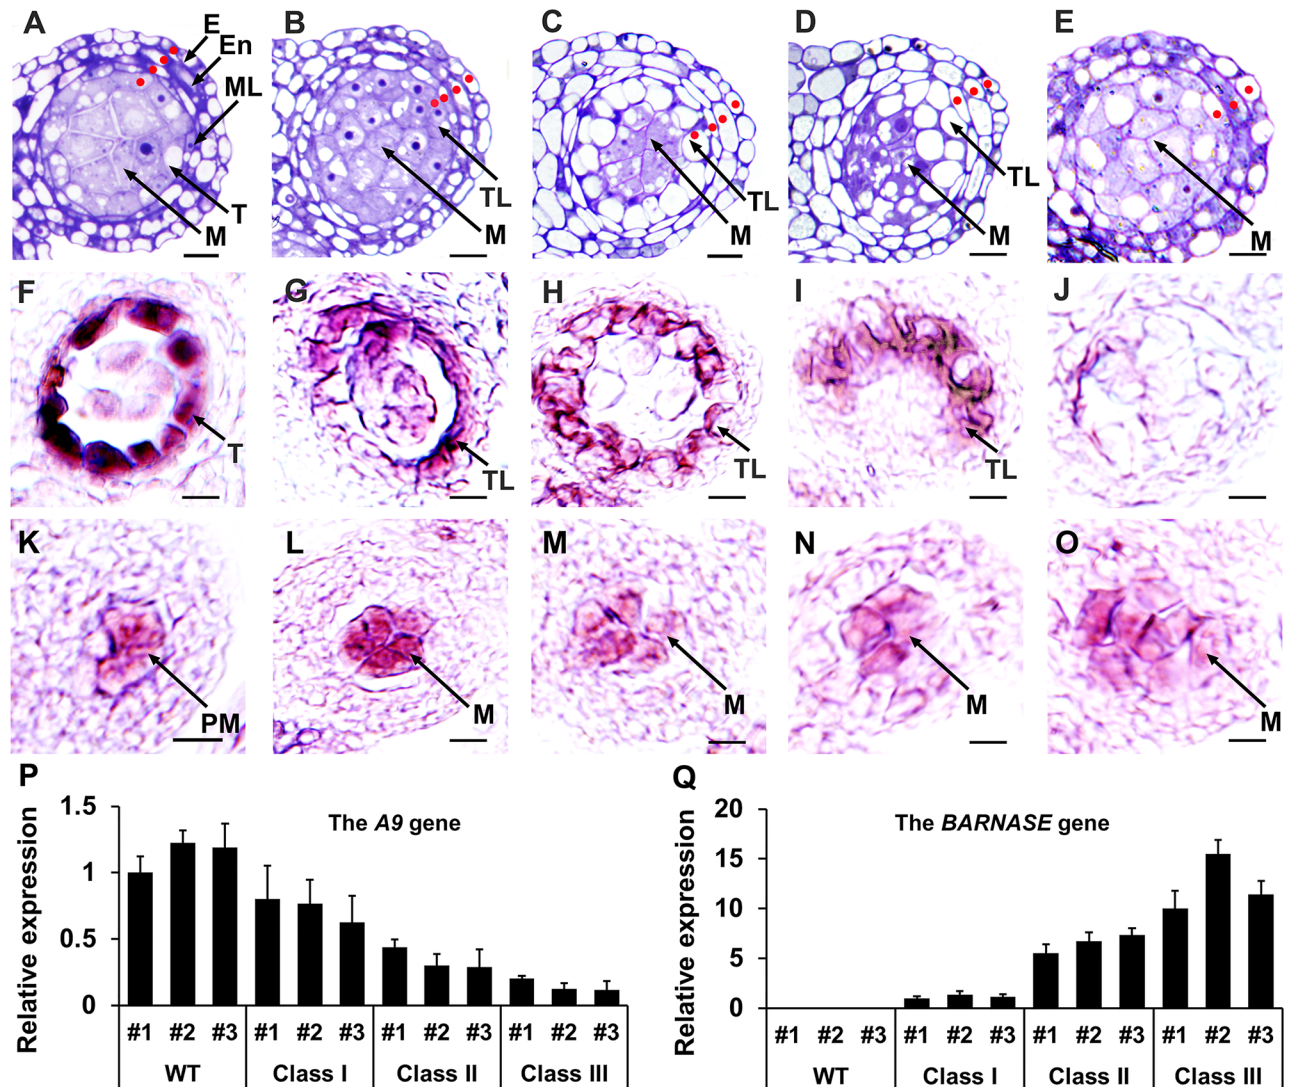 A
E
En
ML
T
M
B
TL
M
C
TL
M
D
TL
M
E
M
F
T
G
TL
H
TL
I
TL
J
K
PM
L
M
M
M
N
M
O
M
P
The A9 gene
Relative expression
1.5
1
0.5
0
#1 #2 #3 #1 #2 #3 #1 #2 #3 #1 #2 #3
WT Class I Class II Class III
Q
The BARNASE gene
Relative expression
20
15
10
5
0
#1 #2 #3 #1 #2 #3 #1 #2 #3 #1 #2 #3
WT Class I Class II Class III